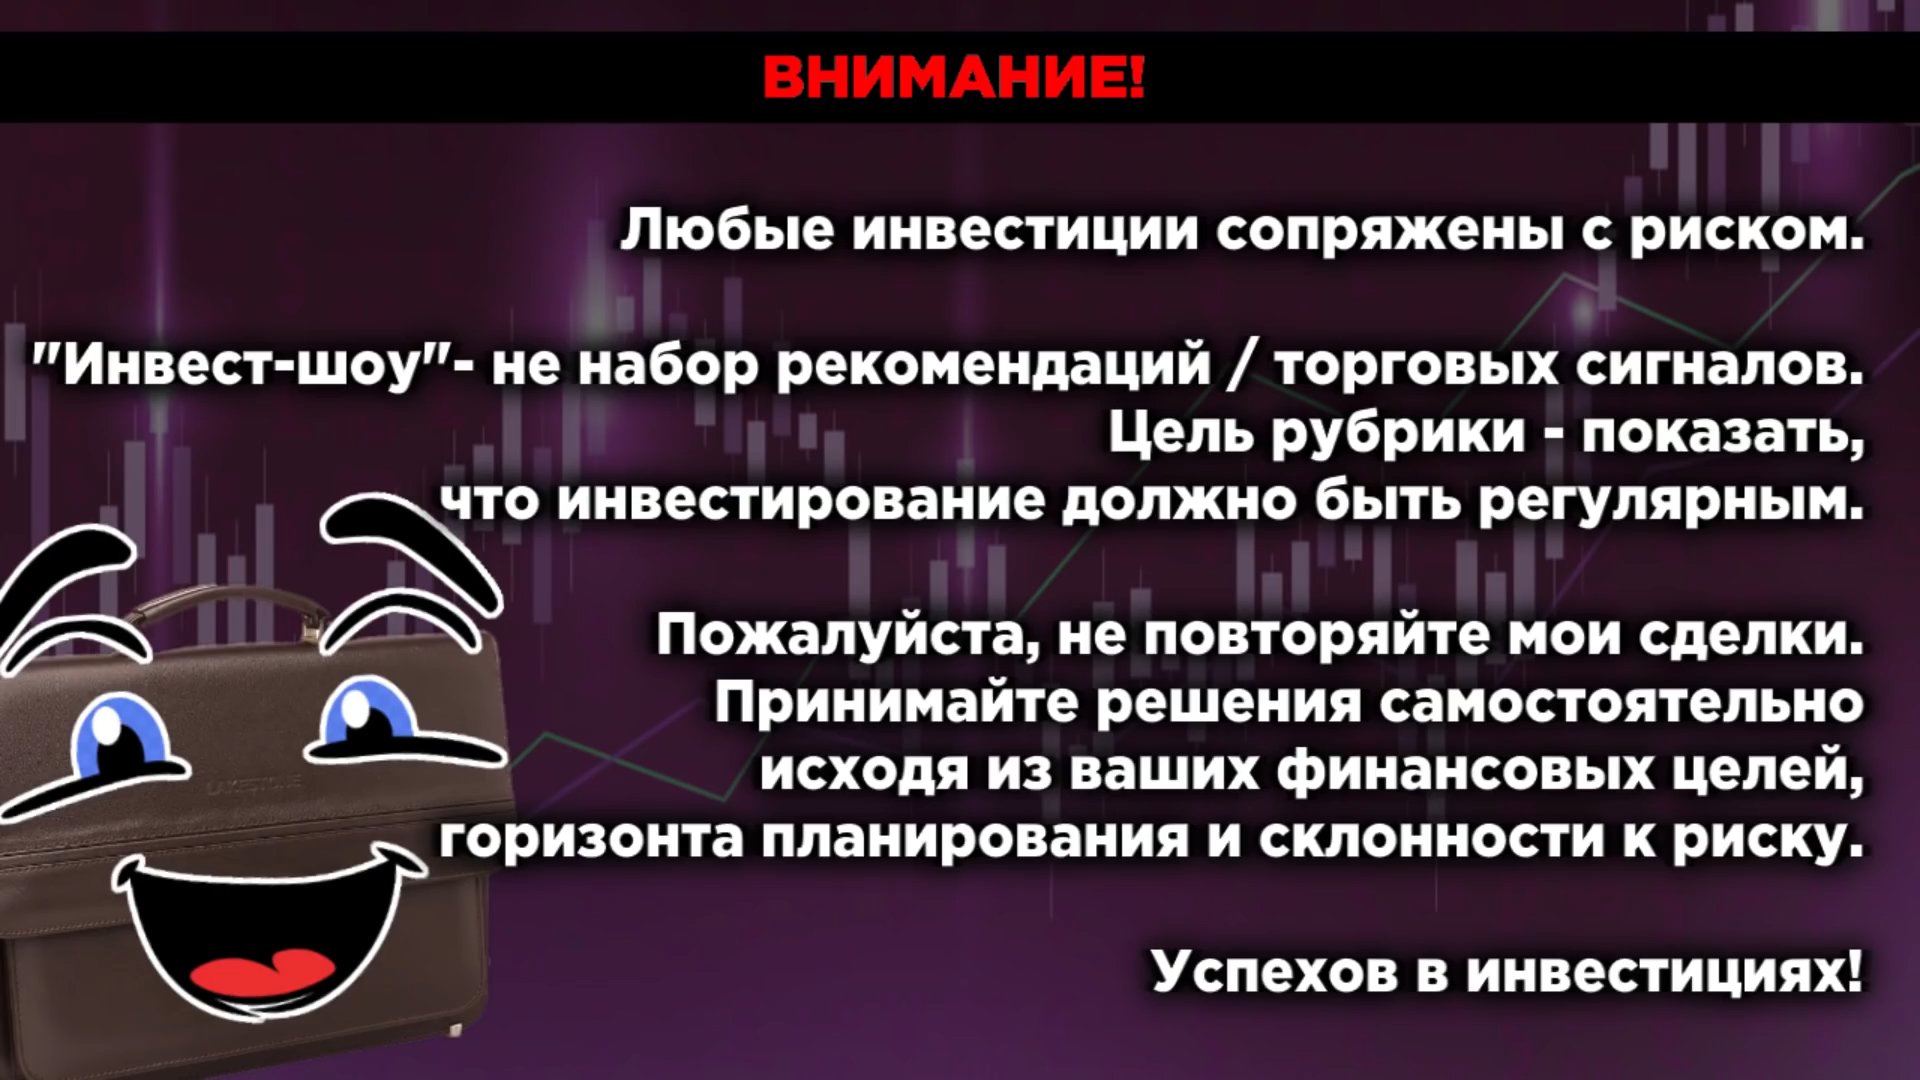 ВНИМАНИЕ!
Любые инвестиции сопряжены с риском.
"Инвест-шоу"- не набор рекомендаций / торговых сигналов.
Цель рубрики - показать,
что инвестирование должно быть регулярным.
Пожалуйста, не повторяйте мои сделки.
Принимайте решения самостоятельно
исходя из ваших финансовых целей,
горизонта планирования и склонности к риску.
LAKESTONE
Успехов в инвестициях!